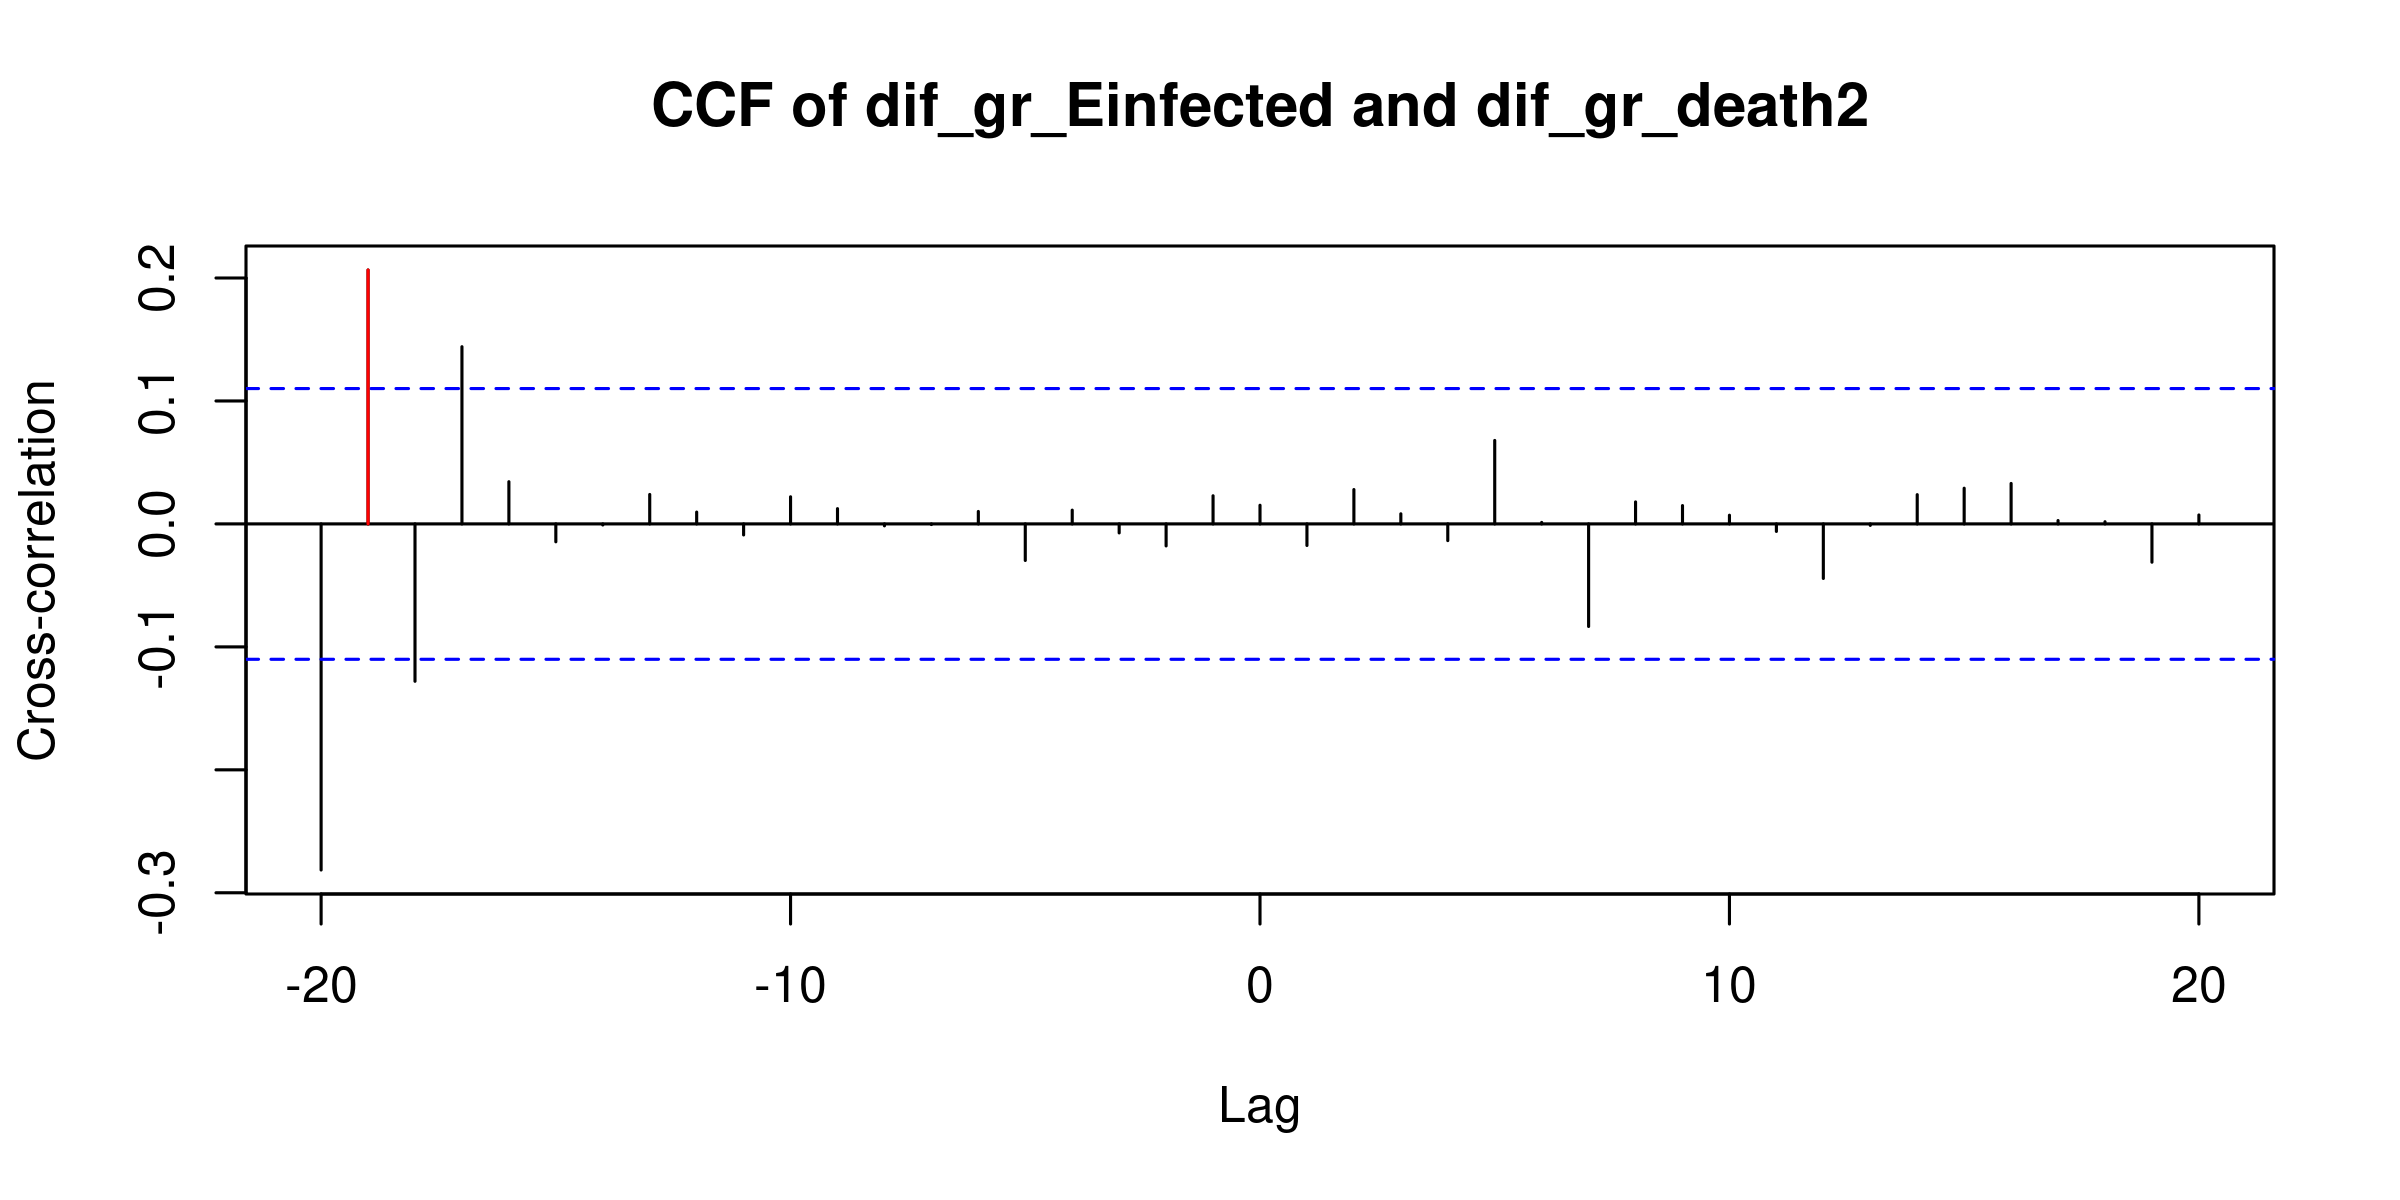 CCF of dif_gr_Einfected and dif_gr_death2
Cross-correlation
0.2
0.1
0.0
-0.1
-0.3
-20 -10 0 10 20
Lag